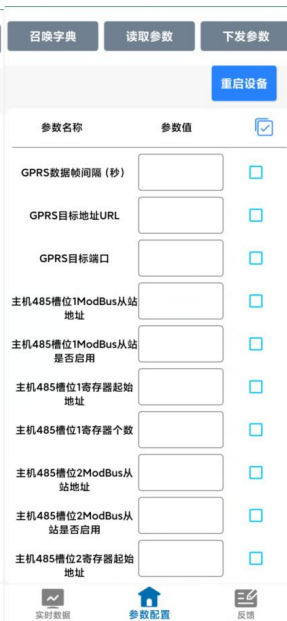 召唤字典 读取参数 下发参数
重启设备
参数名称 参数值
GPRS数据帧间隔 (秒)
GPRS目标地址URL
GPRS目标端口
主机485槽位1ModBus从站
地址
主机485槽位1ModBus从站
是否启用
主机485槽位1寄存器起始
地址
主机485槽位1寄存器个数
主机485槽位2ModBus从
站地址
主机485槽位2ModBus从
站是否启用
主机485槽位2寄存器起始
地址
实时数据 参数配置 反馈